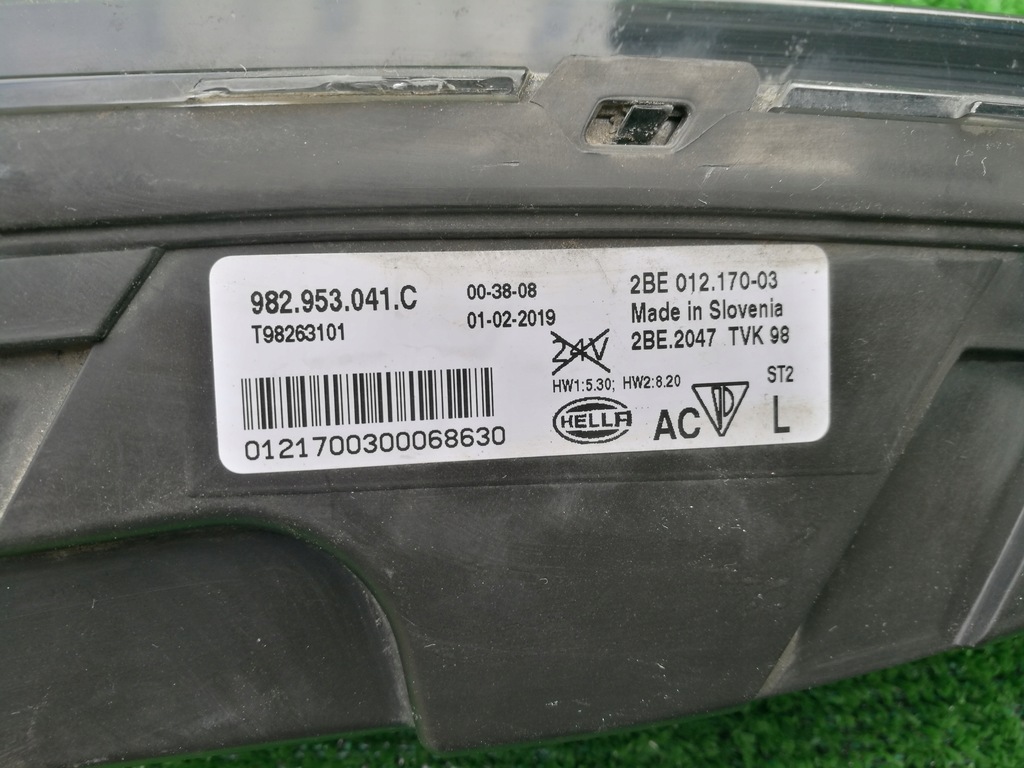 982.953.041.C
T98263101
00-38-08
01-02-2019
2BE 012.170-03
Made in Slovenia
2BE.2047 TVK 98
24V
HW1:5.30; HW2:8.20
ST2
HELLA
AC
L
0121700300068630